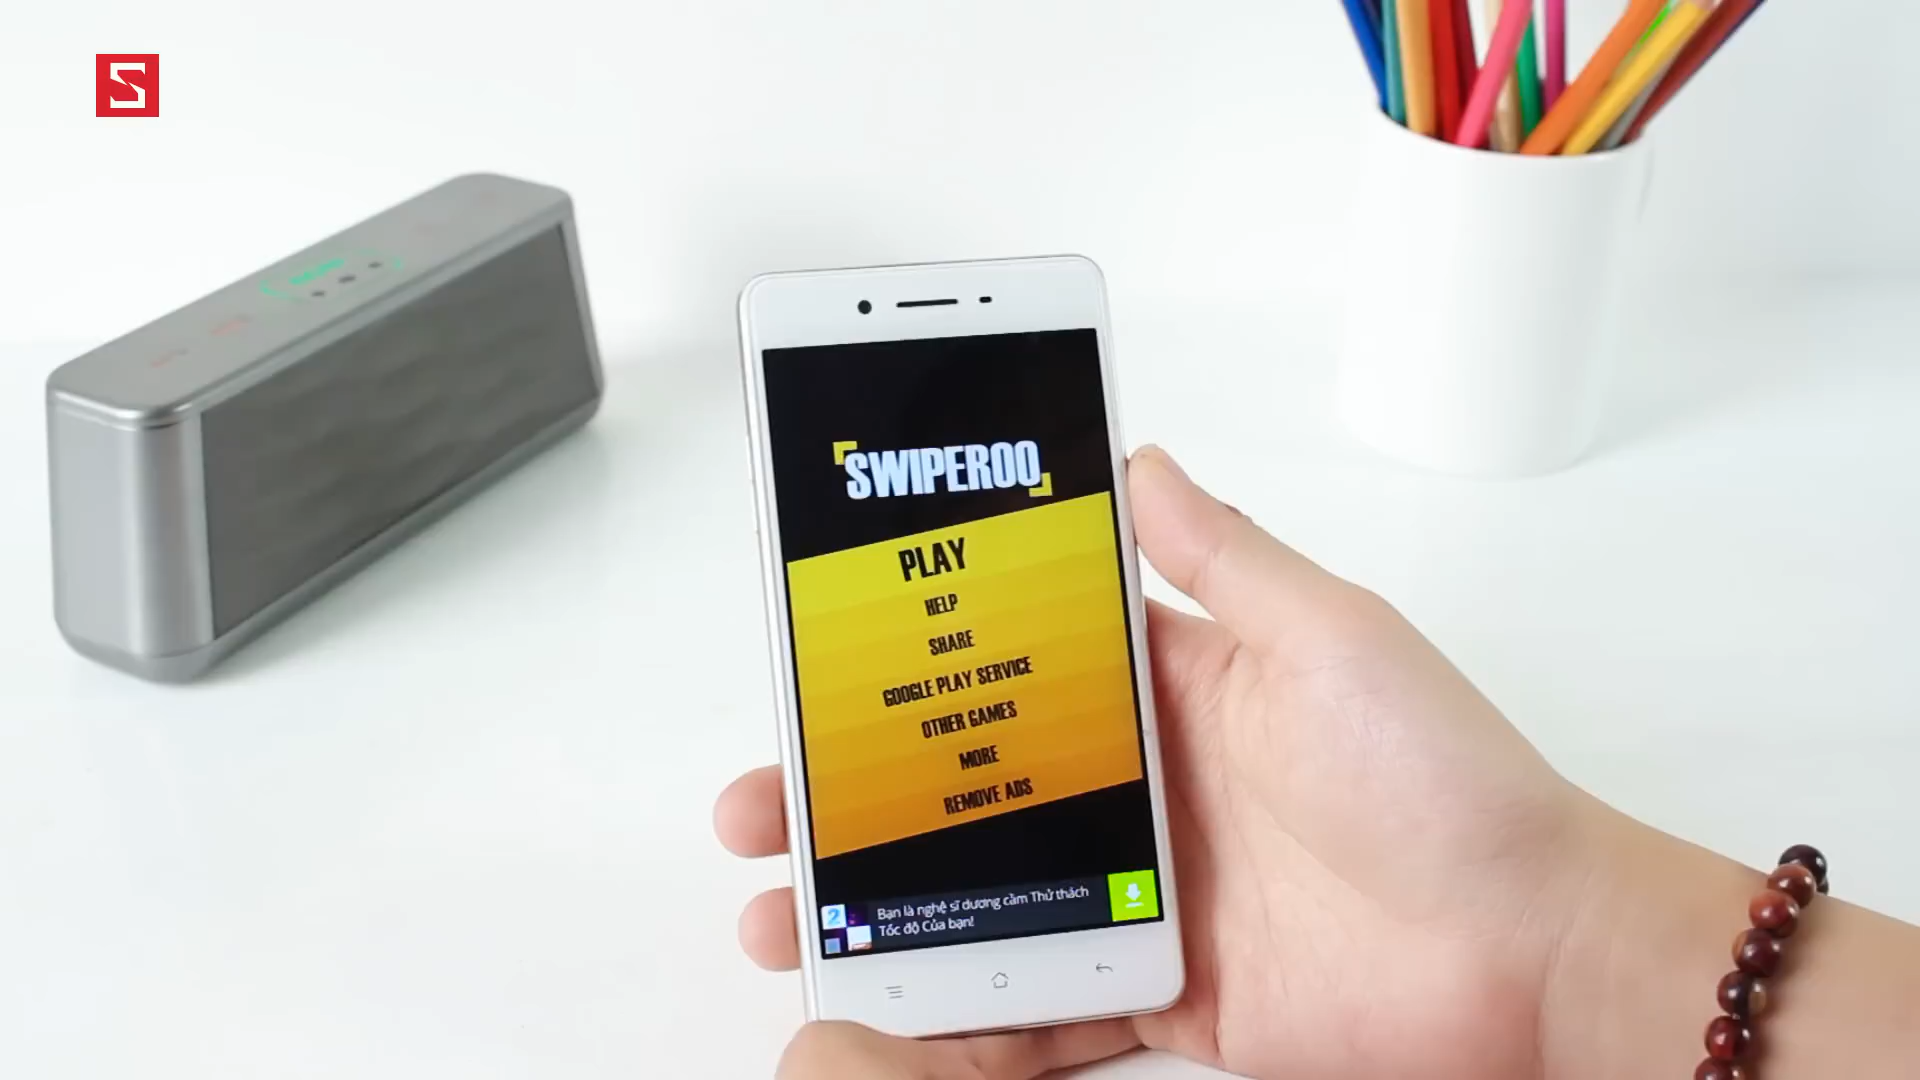 S
SWIPEROO
PLAY
HELP
SHARE
GOOGLE PLAY SERVICE
OTHER GAMES
MORE
REMOVE ADS
2
Bạn là nghệ sĩ dương cầm Thử thách
Tốc độ Của bạn!